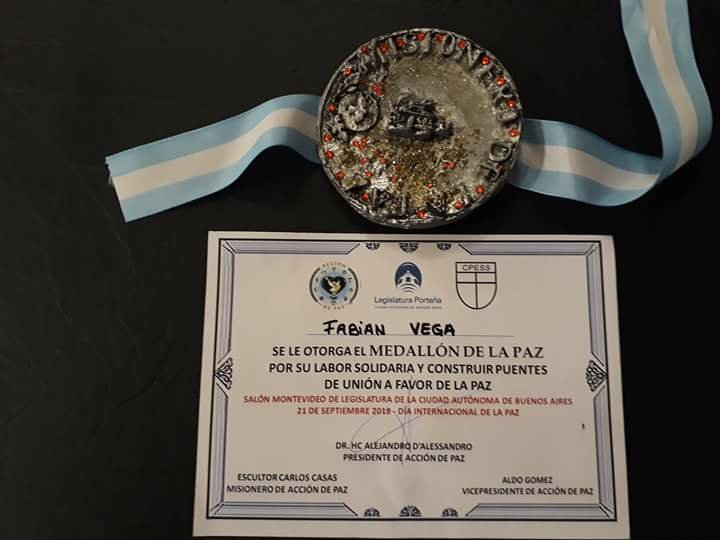 MISIONERO DE
ACCIÓN
DE PAZ
Legislatura Porteña
CPESS
FABIAN VEGA
SE LE OTORGA EL MEDALLÓN DE LA PAZ
POR SU LABOR SOLIDARIA Y CONSTRUIR PUENTES
DE UNIÓN A FAVOR DE LA PAZ
SALÓN MONTEVIDEO DE LEGISLATURA DE LA CIUDAD AUTÓNOMA DE BUENOS AIRES
21 DE SEPTIEMBRE 2018 - DÍA INTERNACIONAL DE LA PAZ
DR. HC ALEJANDRO D'ALESSANDRO
PRESIDENTE DE ACCIÓN DE PAZ
ESCULTOR CARLOS CASAS
MISIONERO DE ACCIÓN DE PAZ
ALDO GOMEZ
VICEPRESIDENTE DE ACCIÓN DE PAZ